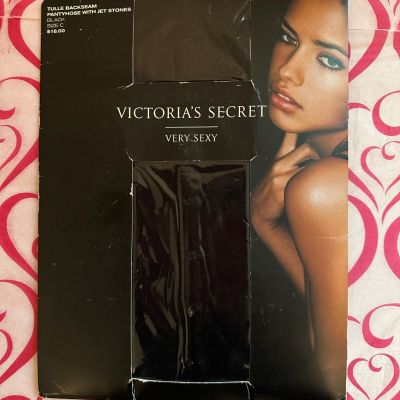 TULLE BACKSEAM
PANTYHOSE WITH JET STONES
BLACK
SIZE C
$18.00
VICTORIA'S SECRET
VERY SEXY